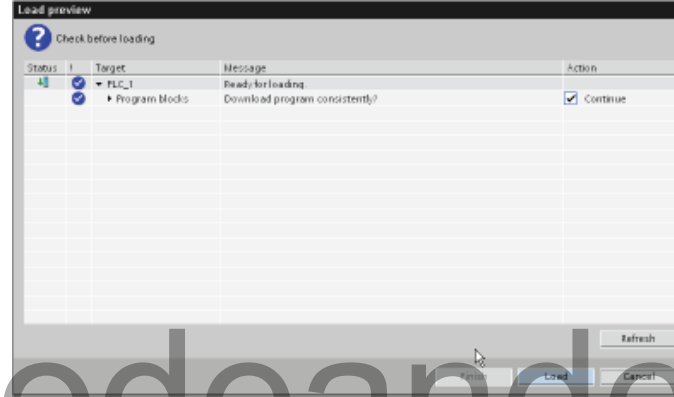 Load preview
Check before loading
Status ! Target Message Action
PLC_1 Ready for loading
Program blocks Download program consistently? Continue
Refresh
Finish Load Cancel